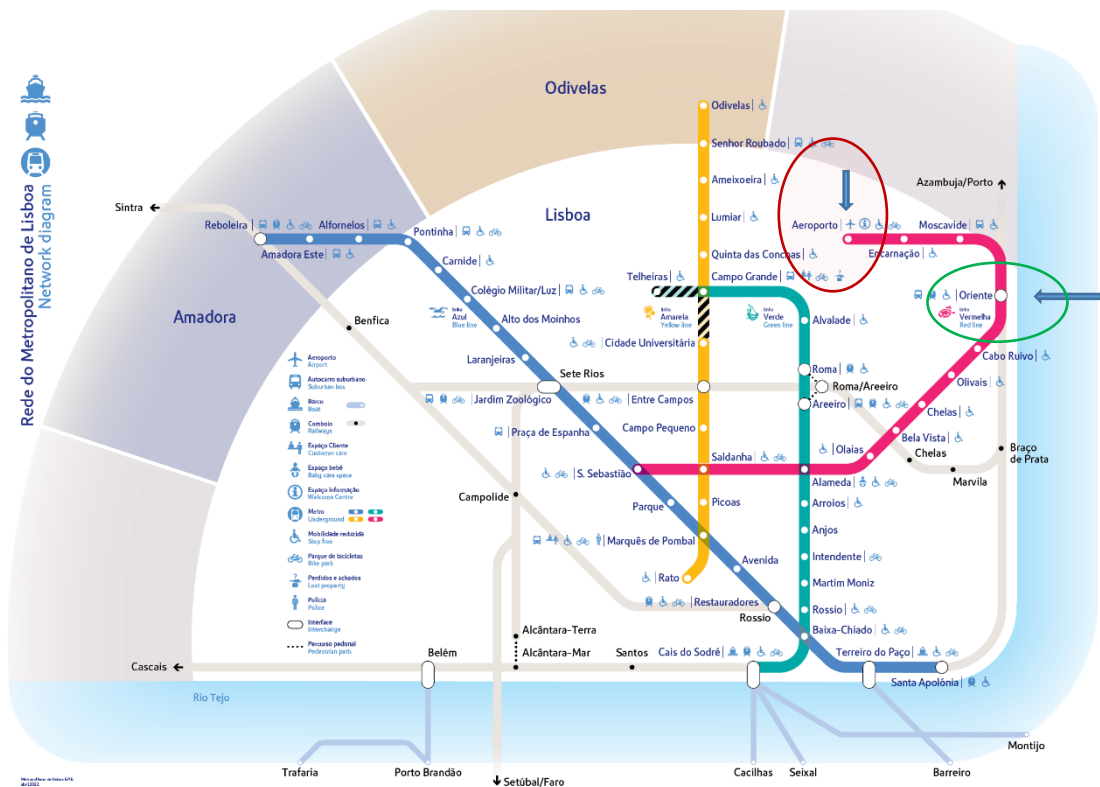 Rede do Metropolitano de Lisboa
Network diagram
Odivelas
Amadora
Lisboa
Odivelas
Senhor Roubado
Ameixoeira
Lumiar
Quinta das Conchas
Telheiras
Campo Grande
Aeroporto
Encarnação
Moscavide
Azambuja/Porto
Oriente
Linha
Vermelha
Red line
Cabo Ruivo
Olivais
Chelas
Bela Vista
Olaias
Chelas
Marvila
Braço
de Prata
Sintra
Reboleira
Amadora Este
Alfornelos
Pontinha
Carnide
Colégio Militar/Luz
Linha
Azul
Blue line
Alto dos Moinhos
Laranjeiras
Benfica
Linha
Amarela
Yellow line
Linha
Verde
Green line
Cidade Universitária
Alvalade
Sete Rios
Jardim Zoológico
Entre Campos
Roma
Roma/Areeiro
Areeiro
Praça de Espanha
Campo Pequeno
S. Sebastião
Saldanha
Alameda
Campolide
Parque
Picoas
Arroios
Anjos
Marquês de Pombal
Avenida
Intendente
Rato
Martim Moniz
Restauradores
Rossio
Rossio
Baixa-Chiado
Alcântara-Terra
Alcântara-Mar
Santos
Cais do Sodré
Terreiro do Paço
Santa Apolónia
Belém
Cascais
Rio Tejo
Trafaria
Porto Brandão
Setúbal/Faro
Cacilhas
Seixal
Barreiro
Montijo
Aeroporto
Airport
Autocarro suburbano
Suburban bus
Barco
Boat
Comboio
Railways
Espaço Cliente
Customer care
Espaço bebé
Baby care space
Espaço Informação
Welcome Centre
Metro
Underground
Mobilidade reduzida
Step free
Parque de bicicletas
Bike park
Perdidos e achados
Lost property
Polícia
Police
Interface
Interchange
Percurso pedonal
Pedestrian path
Metropolitano de Lisboa E.P.E.